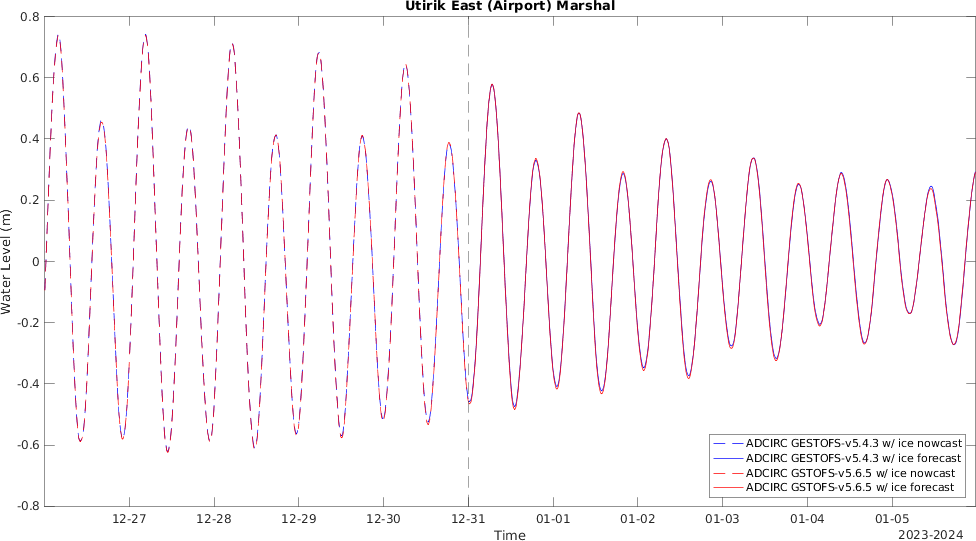 Utirik East (Airport) Marshal
0.8
0.6
0.4
0.2
0
-0.2
-0.4
-0.6
-0.8
Water Level (m)
12-27 12-28 12-29 12-30 12-31 01-01 01-02 01-03 01-04 01-05
Time
2023-2024
ADCIRC GESTOFS-v5.4.3 w/ ice nowcast
ADCIRC GESTOFS-v5.4.3 w/ ice forecast
ADCIRC GSTOFS-v5.6.5 w/ ice nowcast
ADCIRC GSTOFS-v5.6.5 w/ ice forecast